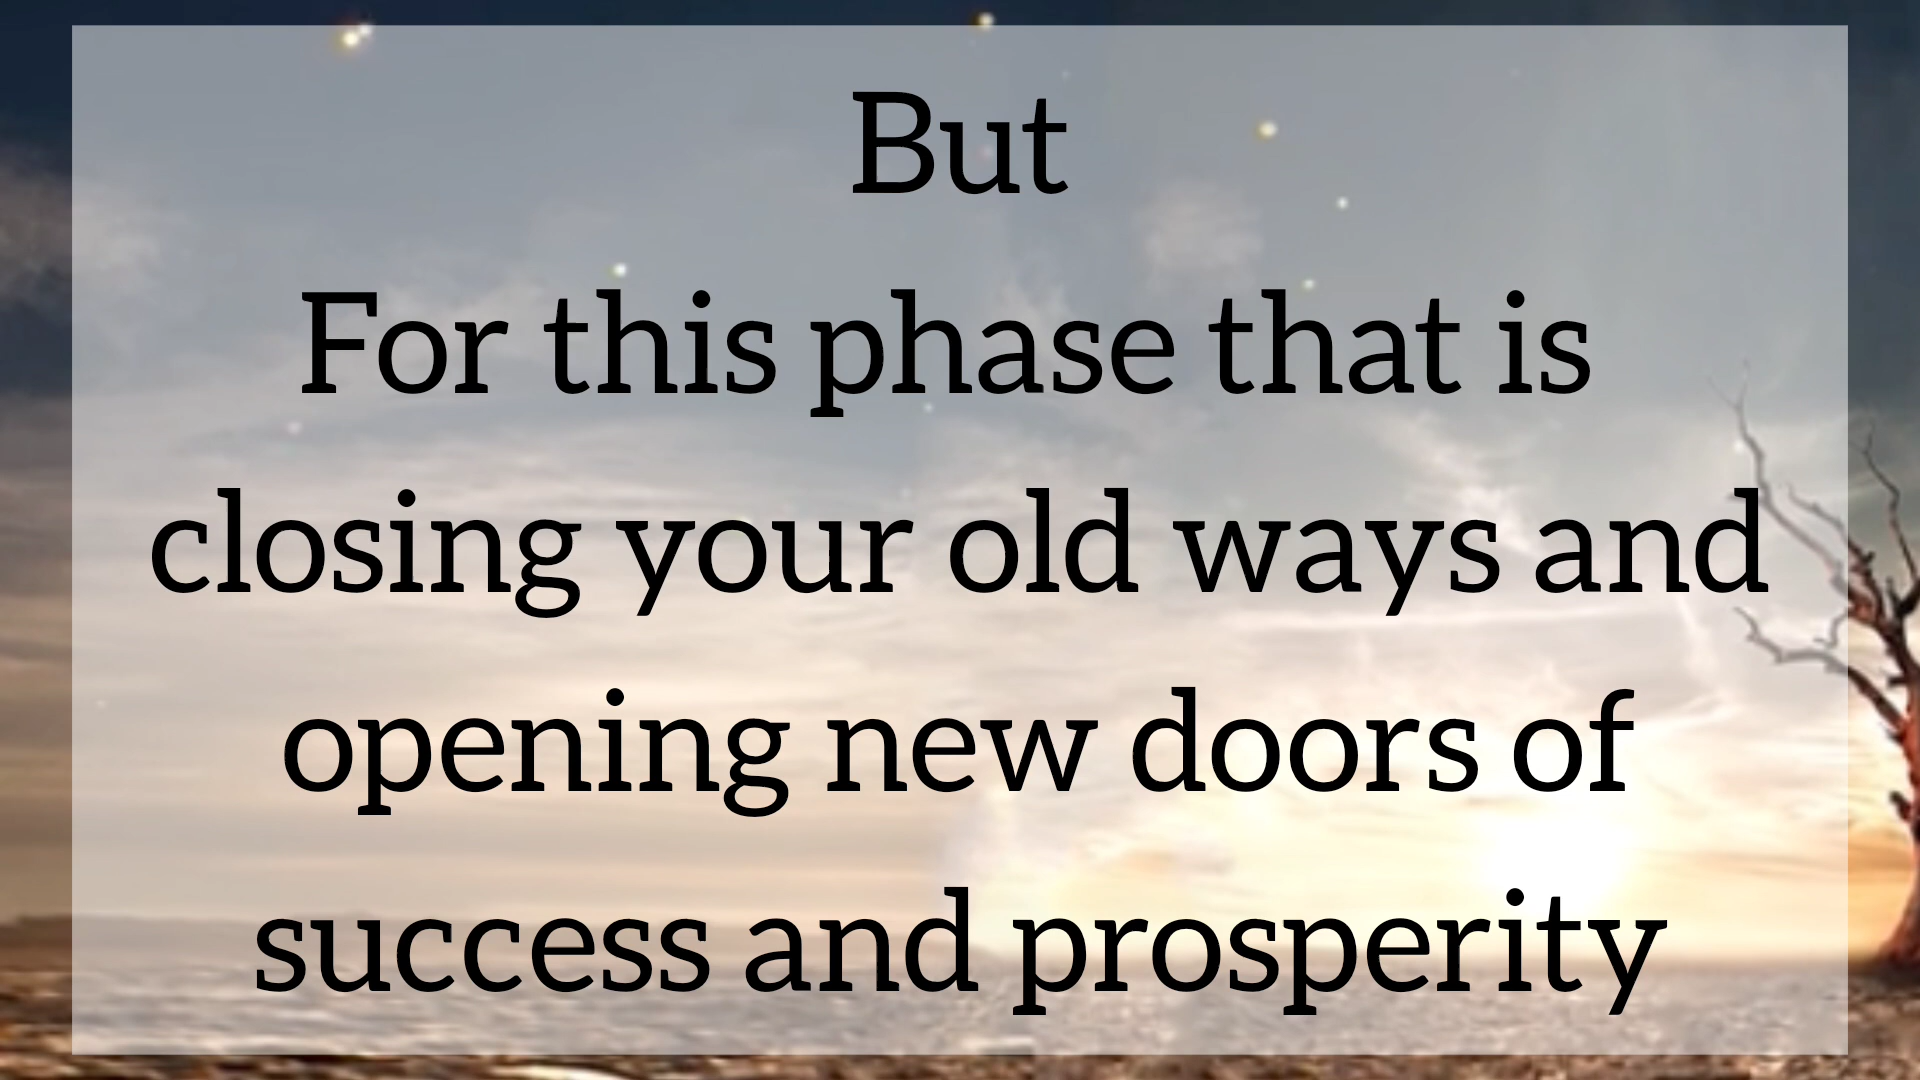 But
For this phase that is
closing your old ways and
opening new doors of
success and prosperity